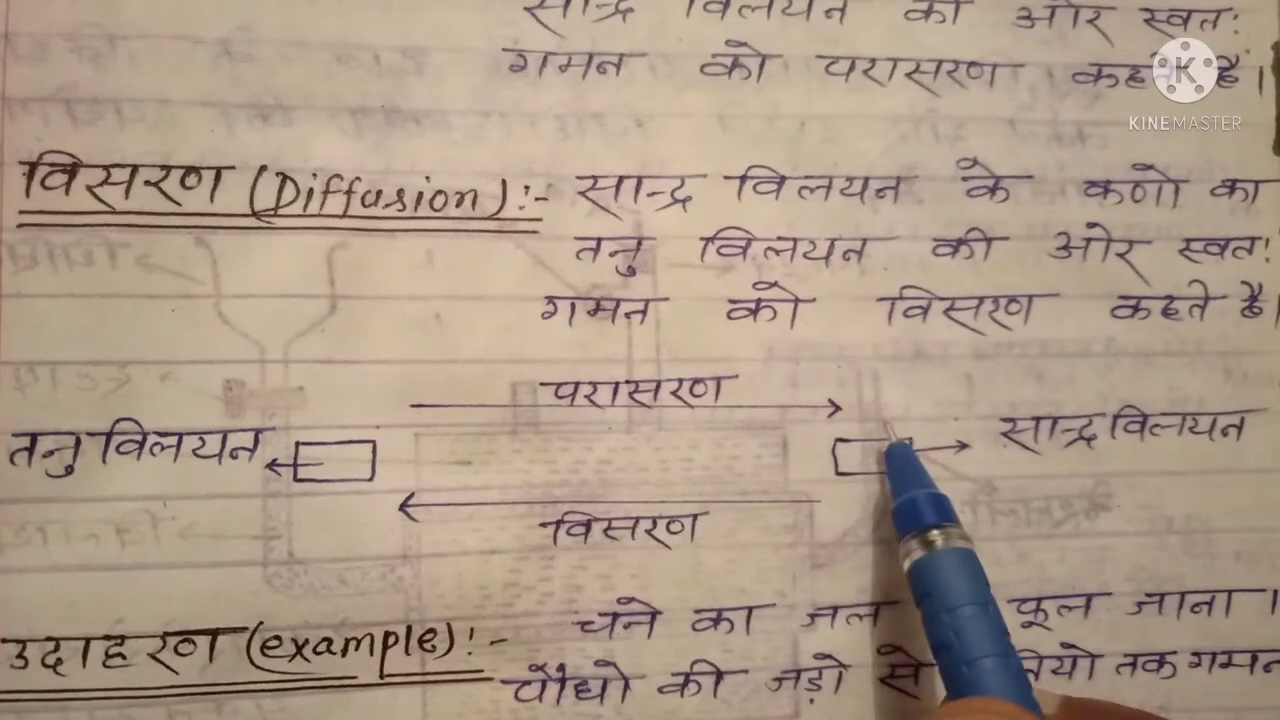 सान्द्र विलयन की ओर स्वतः
गमन को परासरण कहते है।
KINEMASTER
विसरण (Diffusion):- सान्द्र विलयन के कणो का
तनु विलयन की ओर स्वतः
गमन को विसरण कहते है।
परासरण
तनु विलयन
सान्द्र विलयन
विसरण
उदाहरण (example):- चने का जल फूल जाना।
पौधो की जड़ो से तक गमन